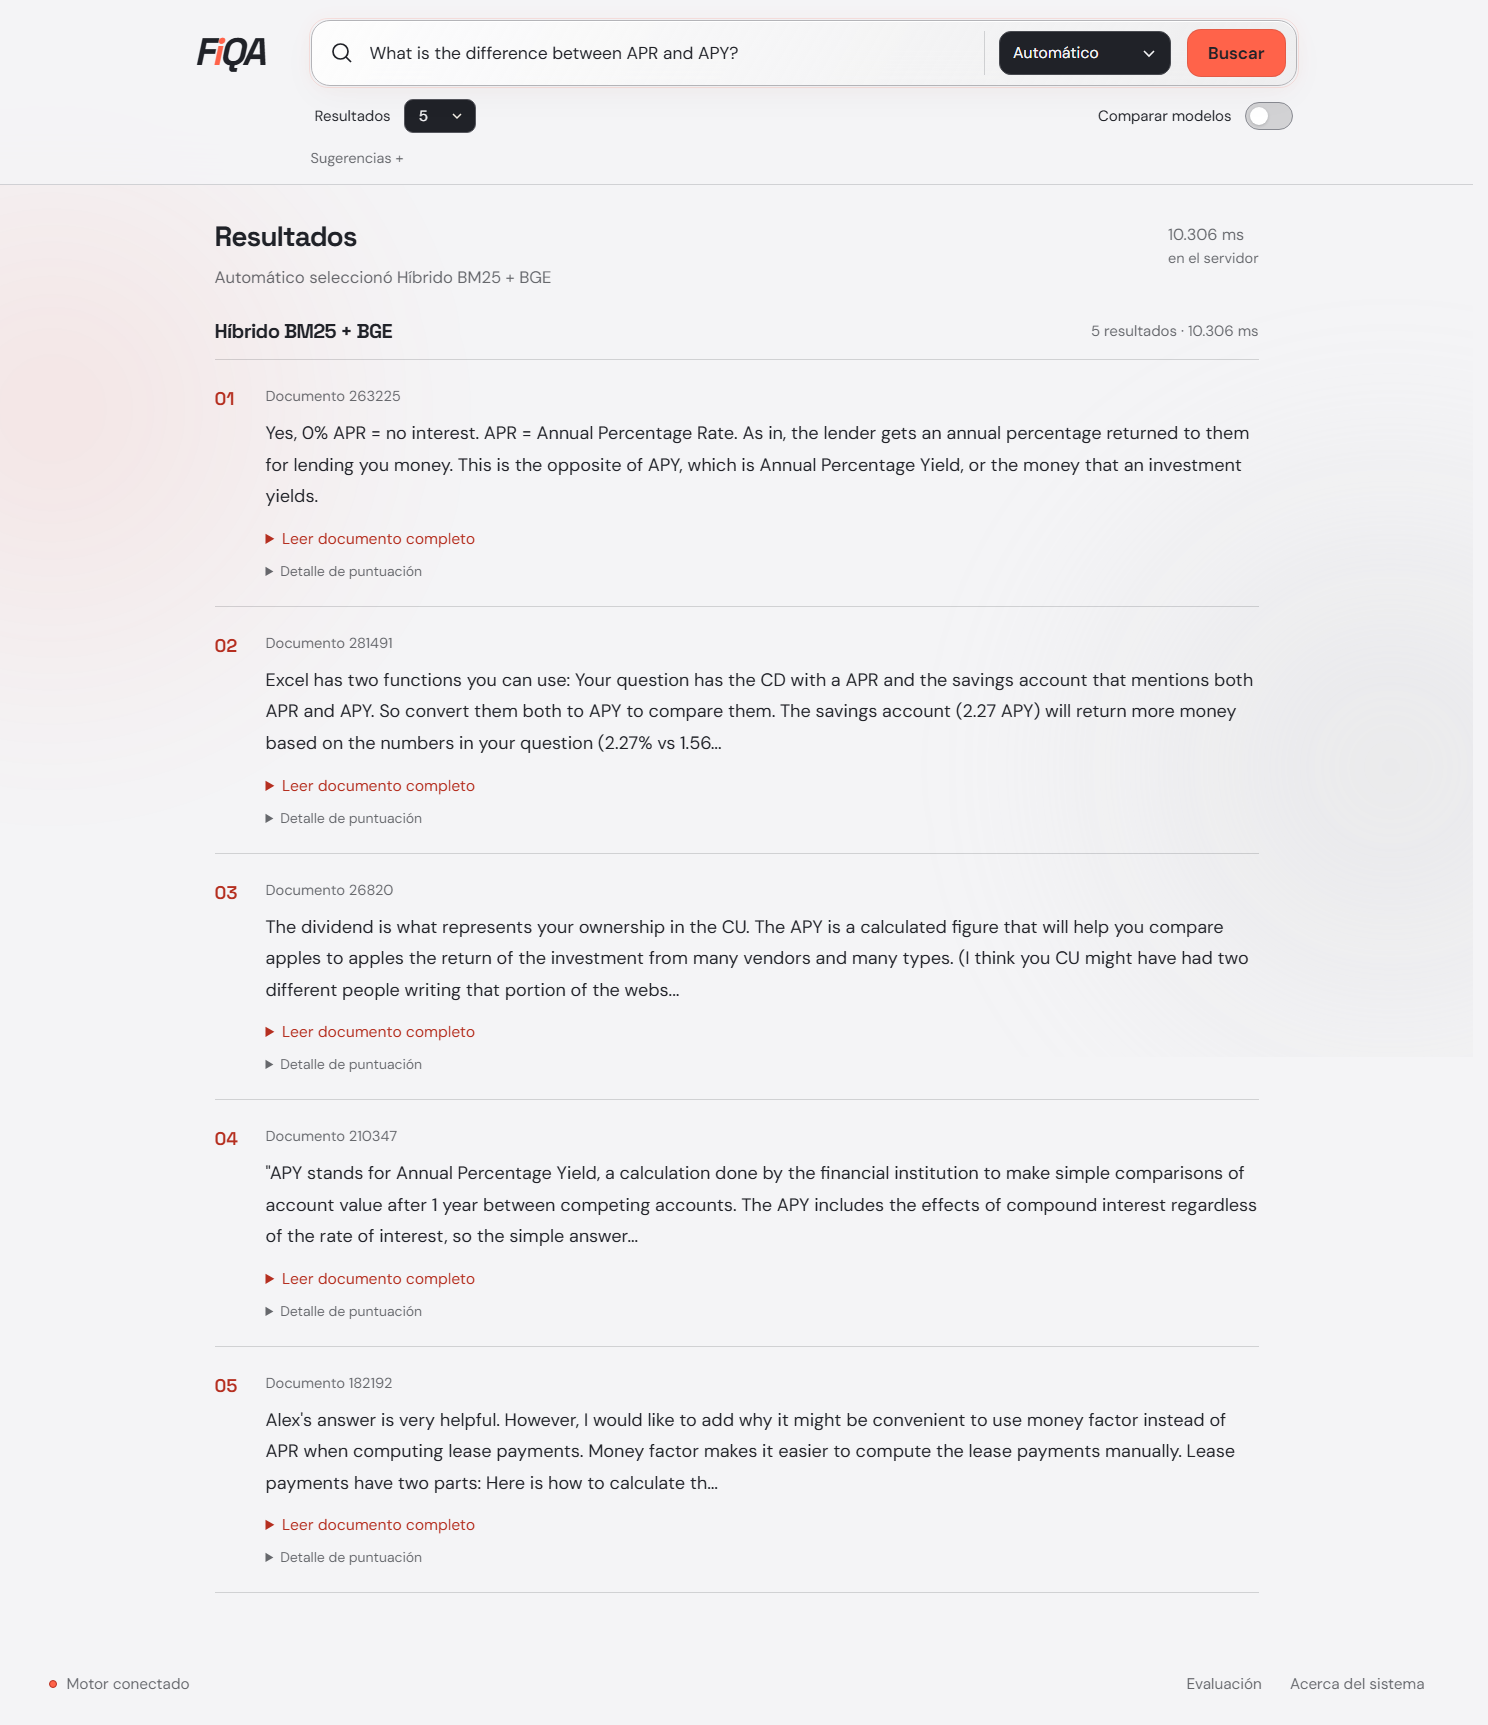 FiQA
What is the difference between APR and APY?
Automático
Buscar
Resultados
5
Comparar modelos
Sugerencias +
Resultados
10.306 ms
en el servidor
Automático seleccionó Híbrido BM25 + BGE
Híbrido BM25 + BGE
5 resultados · 10.306 ms
01
Documento 263225
Yes, 0% APR = no interest. APR = Annual Percentage Rate. As in, the lender gets an annual percentage returned to them
for lending you money. This is the opposite of APY, which is Annual Percentage Yield, or the money that an investment
yields.
Leer documento completo
Detalle de puntuación
02
Documento 281491
Excel has two functions you can use: Your question has the CD with a APR and the savings account that mentions both
APR and APY. So convert them both to APY to compare them. The savings account (2.27 APY) will return more money
based on the numbers in your question (2.27% vs 1.56...
Leer documento completo
Detalle de puntuación
03
Documento 26820
The dividend is what represents your ownership in the CU. The APY is a calculated figure that will help you compare
apples to apples the return of the investment from many vendors and many types. (I think you CU might have had two
different people writing that portion of the webs...
Leer documento completo
Detalle de puntuación
04
Documento 210347
"APY stands for Annual Percentage Yield, a calculation done by the financial institution to make simple comparisons of
account value after 1 year between competing accounts. The APY includes the effects of compound interest regardless
of the rate of interest, so the simple answer...
Leer documento completo
Detalle de puntuación
05
Documento 182192
Alex's answer is very helpful. However, I would like to add why it might be convenient to use money factor instead of
APR when computing lease payments. Money factor makes it easier to compute the lease payments manually. Lease
payments have two parts: Here is how to calculate th...
Leer documento completo
Detalle de puntuación
Motor conectado
Evaluación
Acerca del sistema